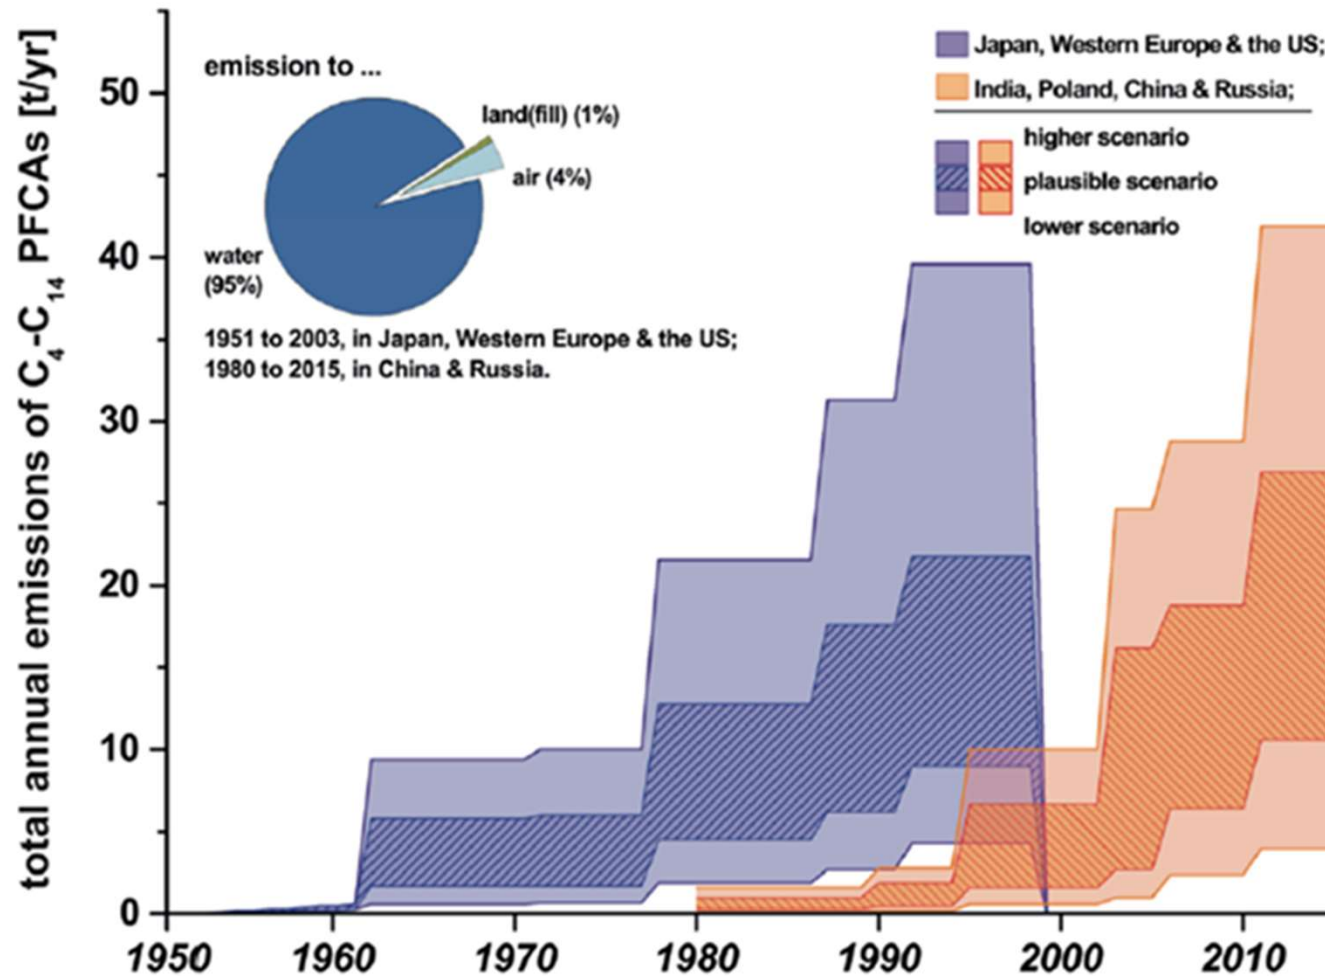 total annual emissions of C4-C14 PFCAs [t/yr]
50
40
30
20
10
0
1950
1960
1970
1980
1990
2000
2010
emission to ...
land(fill) (1%)
air (4%)
water
(95%)
1951 to 2003, in Japan, Western Europe & the US;
1980 to 2015, in China & Russia.
Japan, Western Europe & the US;
India, Poland, China & Russia;
higher scenario
plausible scenario
lower scenario